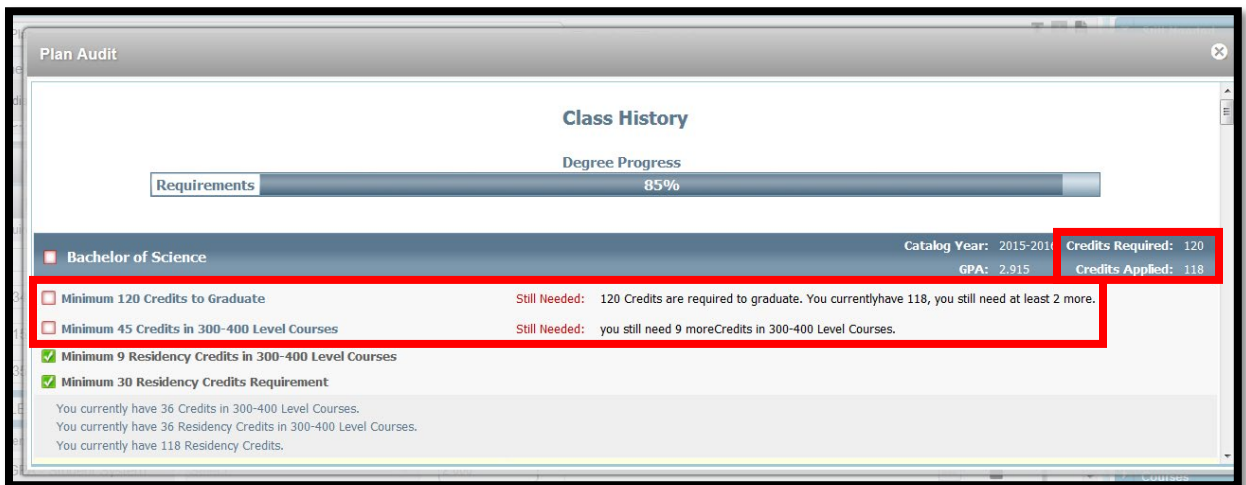 Plan Audit
Class History
Degree Progress
Requirements 85%
Bachelor of Science Catalog Year: 2015-2016 Credits Required: 120
GPA: 2.915 Credits Applied: 118
Minimum 120 Credits to Graduate Still Needed: 120 Credits are required to graduate. You currentlyhave 118, you still need at least 2 more.
Minimum 45 Credits in 300-400 Level Courses Still Needed: you still need 9 moreCredits in 300-400 Level Courses.
Minimum 9 Residency Credits in 300-400 Level Courses
Minimum 30 Residency Credits Requirement
You currently have 36 Credits in 300-400 Level Courses.
You currently have 36 Residency Credits in 300-400 Level Courses.
You currently have 118 Residency Credits.
Courses